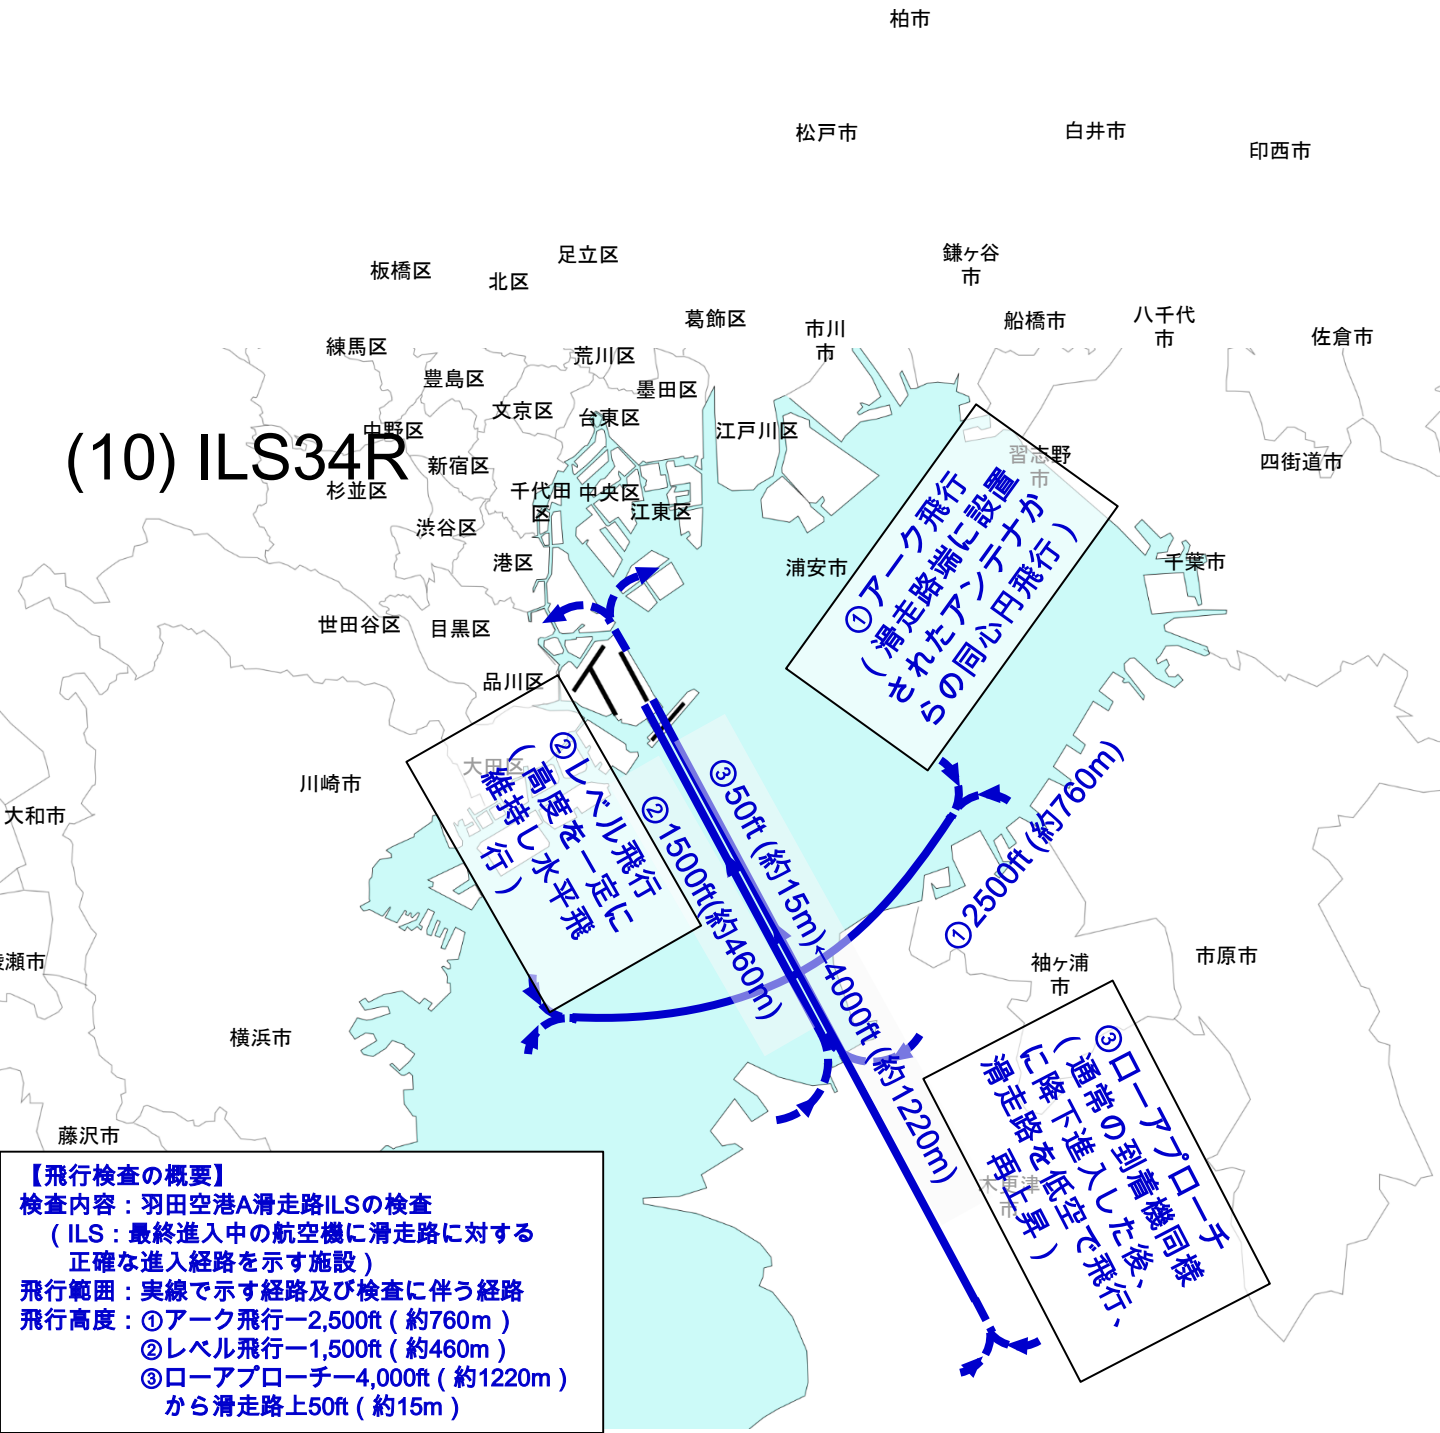 柏市
松戸市
白井市
印西市
足立区
鎌ヶ谷
市
板橋区
北区
葛飾区
市川
市
船橋市
八千代
市
佐倉市
練馬区
荒川区
豊島区
墨田区
文京区
台東区
中野区
江戸川区
(10) ILS34R
新宿区
習志野
市
四街道市
杉並区
千代田
区
中央区
江東区
渋谷区
港区
浦安市
千葉市
①アーク飛行
(滑走路端に設置
されたアンテナか
らの同心円飛行)
世田谷区
目黒区
品川区
大田区
川崎市
大和市
②レベル飛行
(高度を一定に
維持し水平飛
行)
②1500ft(約460m)
③50ft (約15m)←4000ft (約1220m)
①2500ft (約760m)
瀬市
袖ヶ浦
市
市原市
横浜市
③ローアプローチ
(通常の到着機同様
に降下進入した後、
滑走路を低空で飛行、
再上昇)
木更津
市
藤沢市
【飛行検査の概要】
検査内容:羽田空港A滑走路ILSの検査
(ILS:最終進入中の航空機に滑走路に対する
正確な進入経路を示す施設)
飛行範囲:実線で示す経路及び検査に伴う経路
飛行高度:①アーク飛行ー2,500ft(約760m)
②レベル飛行ー1,500ft(約460m)
③ローアプローチー4,000ft(約1220m)
から滑走路上50ft(約15m)